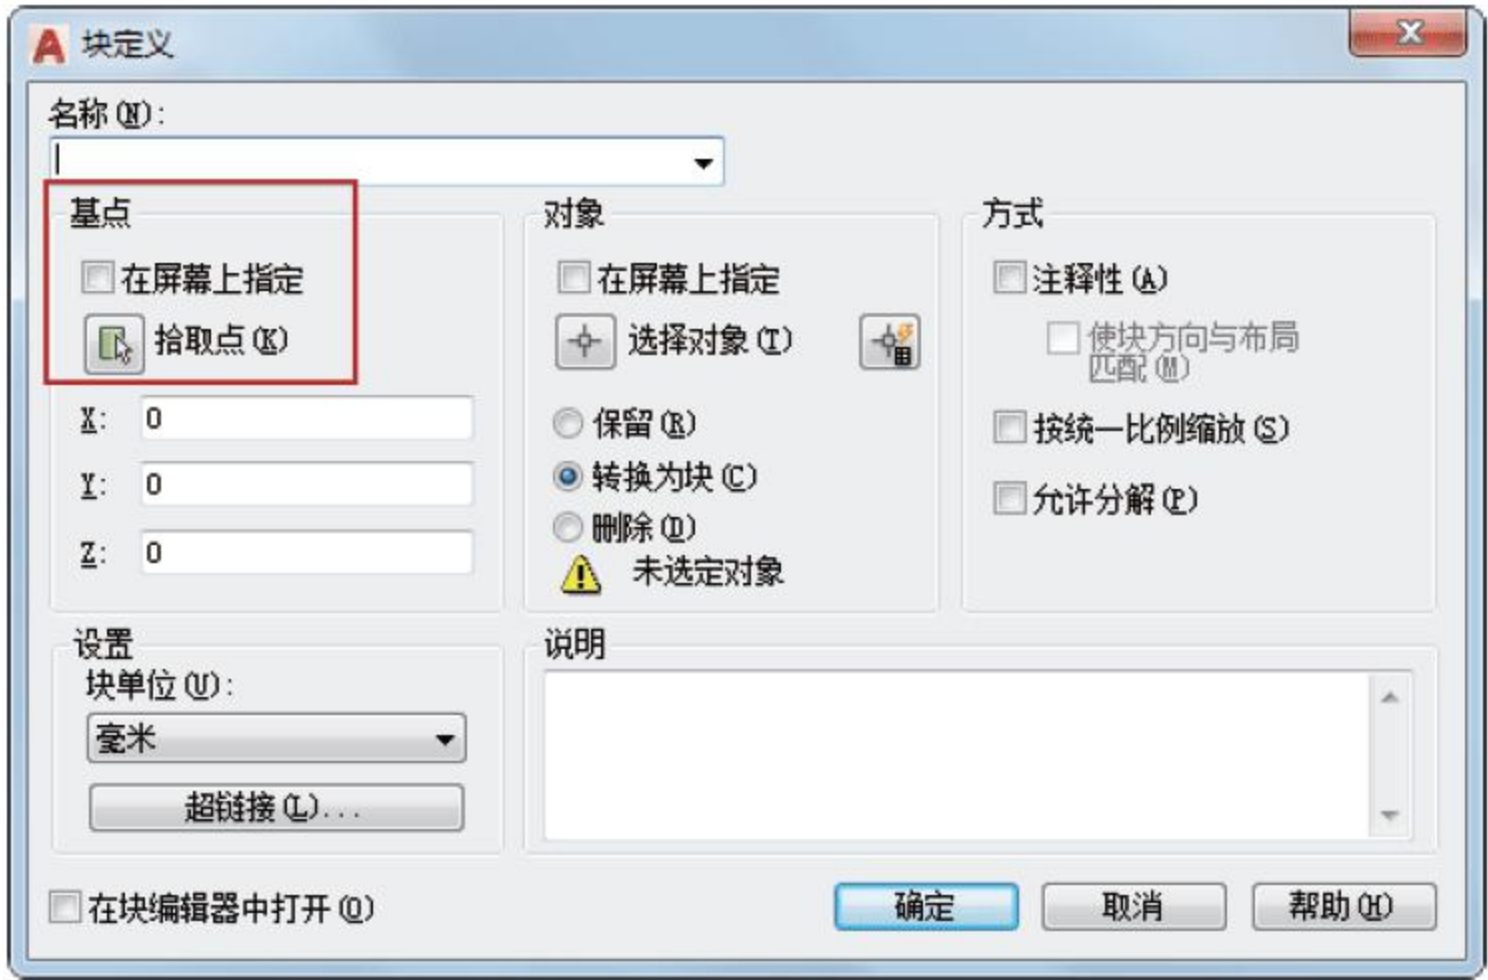 块定义
名称(N):
基点
在屏幕上指定
拾取点(K)
X: 0
Y: 0
Z: 0
对象
在屏幕上指定
选择对象(T)
保留(R)
转换为块(C)
删除(D)
未选定对象
方式
注释性(A)
使块方向与布局
匹配(M)
按统一比例缩放(S)
允许分解(P)
设置
块单位(U):
毫米
超链接(L)...
说明
在块编辑器中打开(O)
确定
取消
帮助(H)